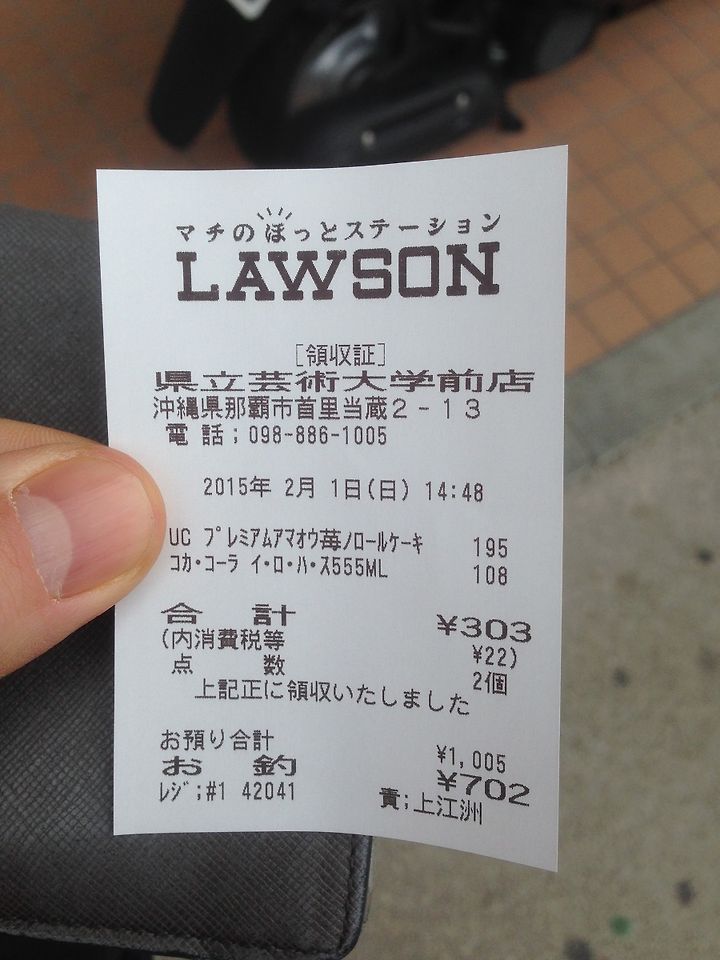 マチのほっとステーション
LAWSON
[領収証]
県立芸術大学前店
沖縄県那覇市首里当蔵2-13
電話;098-886-1005
2015年 2月 1日(日) 14:48
UC プレミアムアマオウ苺ノロールケーキ 195
コカ・コーラ イ・ロ・ハ・ス555ML 108
合計 ¥303
(内消費税等 ¥22)
点数 2個
上記正に領収いたしました
お預り合計 ¥1,005
お釣 ¥702
レジ;#1 42041 責;上江洲